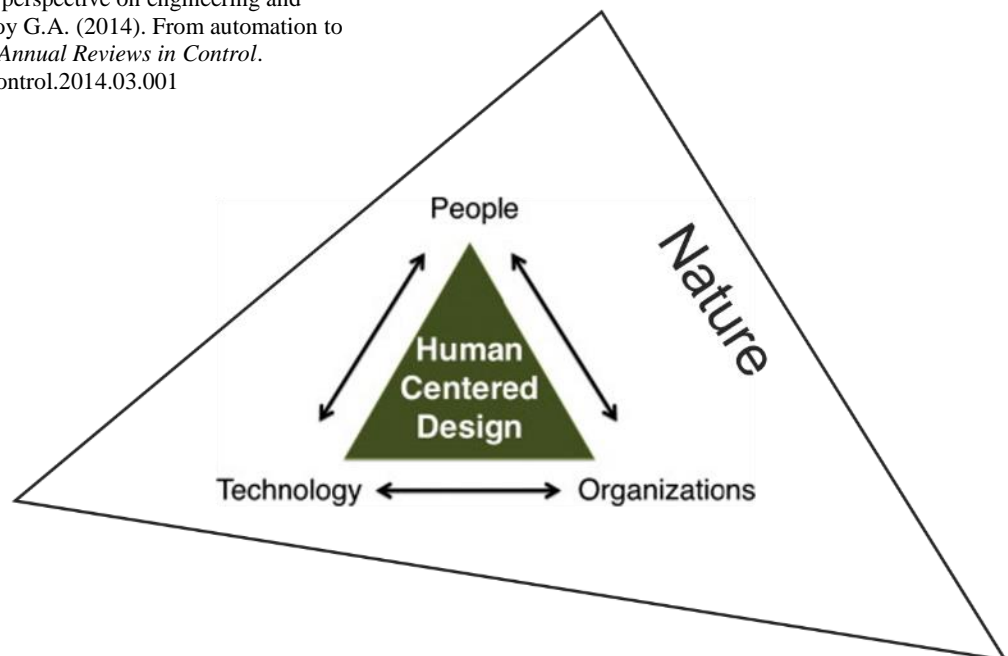 perspective on engineering and
oy G.A. (2014). From automation to
Annual Reviews in Control.
ontrol.2014.03.001
People
Nature
Human
Centered
Design
Technology
Organizations